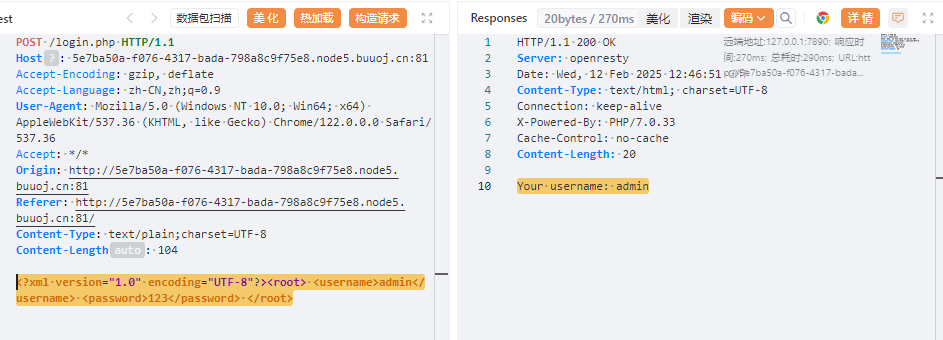 est
数据包扫描
美化
热加载
构造请求
POST /login.php HTTP/1.1
Host ? : 5e7ba50a-f076-4317-bada-798a8c9f75e8.node5.buuoj.cn:81
Accept-Encoding: gzip, deflate
Accept-Language: zh-CN,zh;q=0.9
User-Agent: Mozilla/5.0 (Windows NT 10.0; Win64; x64)
AppleWebKit/537.36 (KHTML, like Gecko) Chrome/122.0.0.0 Safari/
537.36
Accept: */*
Origin: http://5e7ba50a-f076-4317-bada-798a8c9f75e8.node5.
buuoj.cn:81
Referer: http://5e7ba50a-f076-4317-bada-798a8c9f75e8.node5.
buuoj.cn:81/
Content-Type: text/plain;charset=UTF-8
Content-Length auto : 104
<?xml version="1.0" encoding="UTF-8"?><root> <username>admin</
username> <password>123</password> </root>
Responses
20bytes / 270ms
美化
渲染
编码
详情
1 HTTP/1.1 200 OK
2 Server: openresty
3 Date: Wed, 12 Feb 2025 12:46:51
4 Content-Type: text/html; charset=UTF-8
5 Connection: keep-alive
6 X-Powered-By: PHP/7.0.33
7 Cache-Control: no-cache
8 Content-Length: 20
9
10 Your username: admin
远端地址:127.0.0.1:7890; 响应时
间:270ms; 总耗时:290ms; URL:htt
p://5e7ba50a-f076-4317-bada...